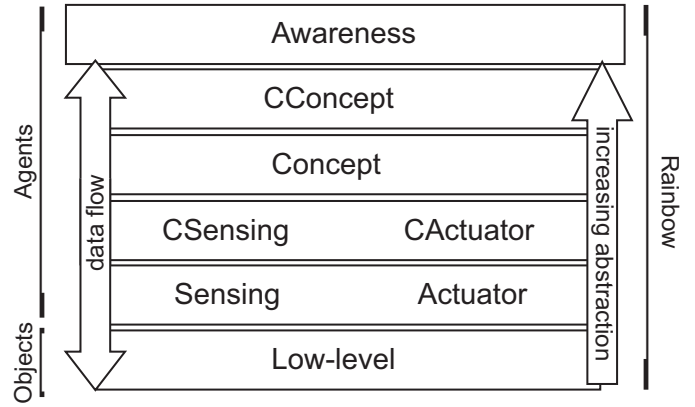 Awareness
CConcept
Concept
CSensing CActuator
Sensing Actuator
Low-level
Agents
Objects
data flow
increasing abstraction
Rainbow